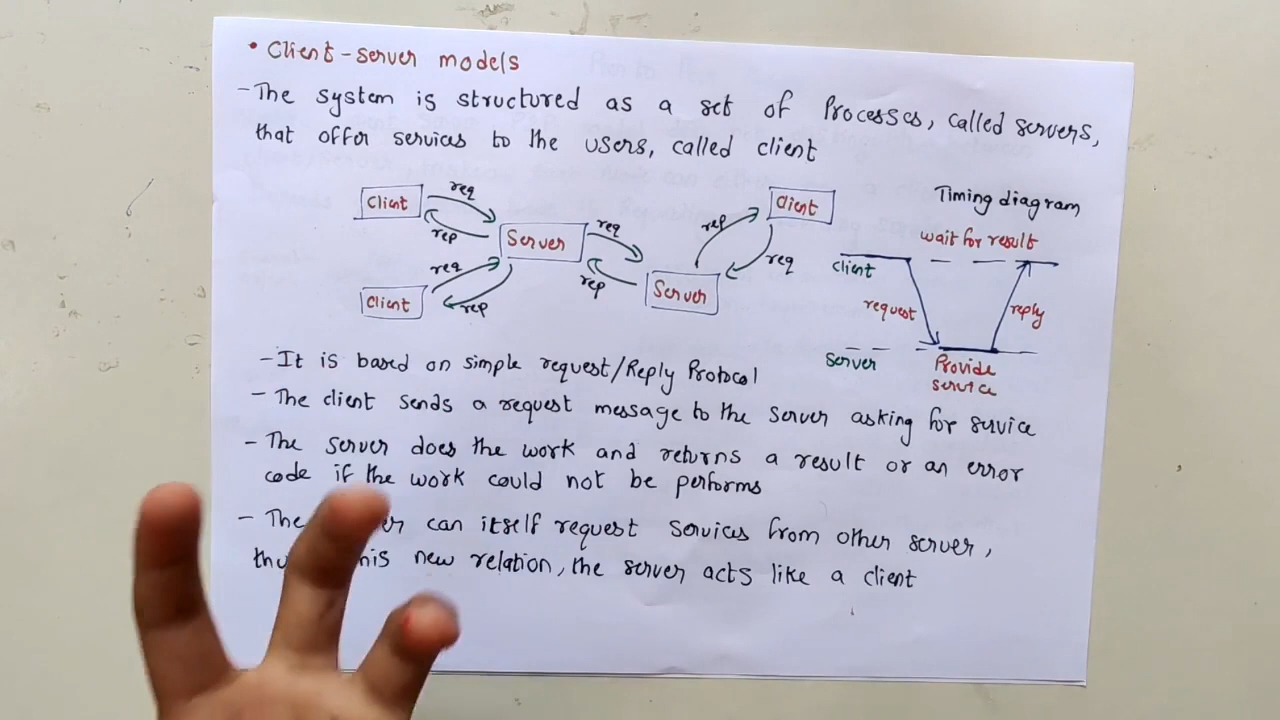 • Client-server models
- The system is structured as a set of Processes, called servers,
that offer services to the users, called client
Client
req
rep
Server
req
rep
Client
req
rep
Server
rep
req
Client
Timing diagram
wait for result
client
request
reply
server
Provide
service
- It is based on simple request/Reply Protocol
- The client sends a request message to the server asking for service
- The server does the work and returns a result or an error
code if the work could not be performs
- The can itself request services from other server,
new relation, the server acts like a client